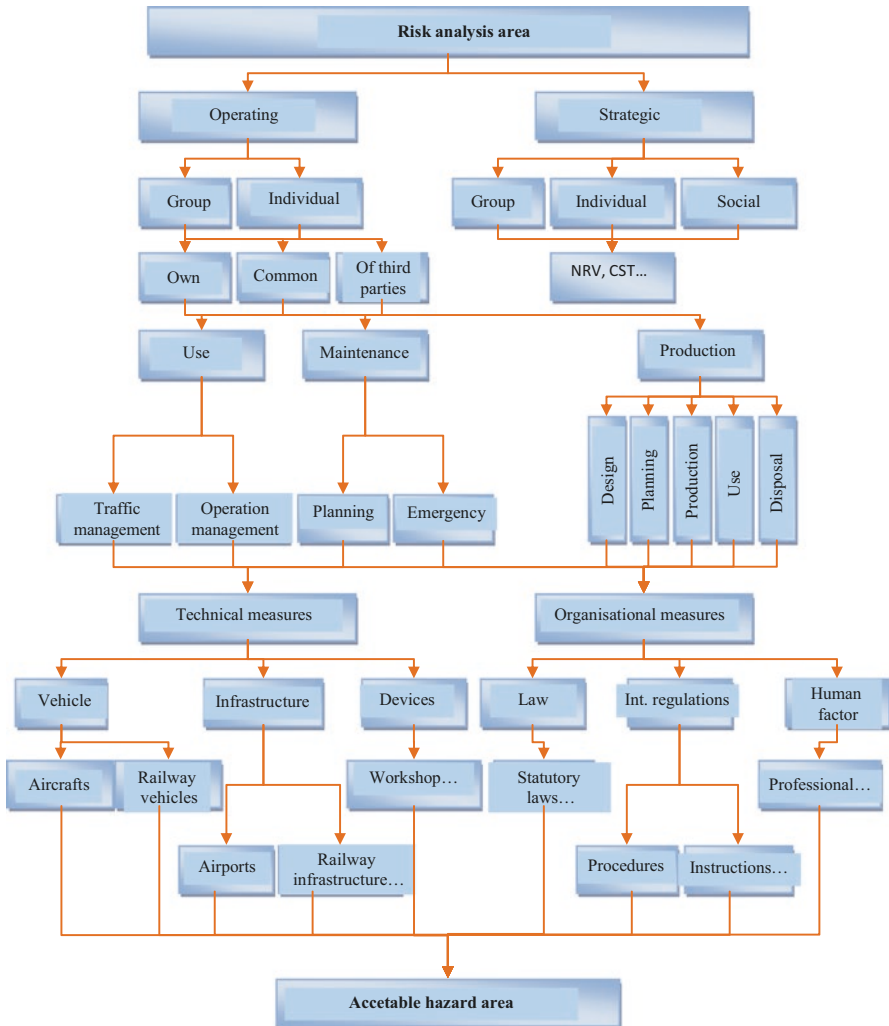 Risk analysis area
Operating
Strategic
Group
Individual
Group
Individual
Social
Own
Common
Of third
parties
NRV, CST...
Use
Maintenance
Production
Design
Planning
Production
Use
Disposal
Traffic
management
Operation
management
Planning
Emergency
Technical measures
Organisational measures
Vehicle
Infrastructure
Devices
Law
Int. regulations
Human
factor
Aircrafts
Railway
vehicles
Workshop…
Statutory
laws…
Professional…
Airports
Railway
infrastructure…
Procedures
Instructions…
Accetable hazard area